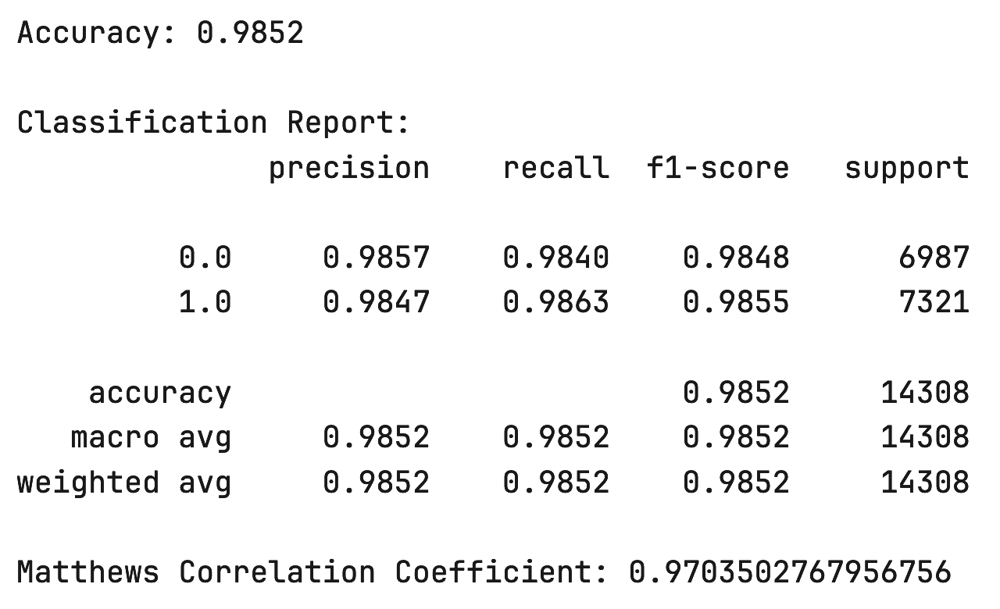 Accuracy: 0.9852
Classification Report:
precision recall f1-score support
0.0 0.9857 0.9840 0.9848 6987
1.0 0.9847 0.9863 0.9855 7321
accuracy 0.9852 14308
macro avg 0.9852 0.9852 0.9852 14308
weighted avg 0.9852 0.9852 0.9852 14308
Matthews Correlation Coefficient: 0.9703502767956756